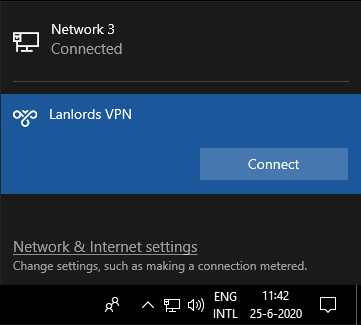 Network 3
Connected
Lanlords VPN
Connect
Network & Internet settings
Change settings, such as making a connection metered.
ENG 11:42
INTL 25-6-2020